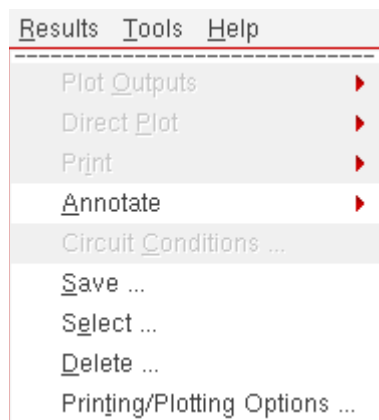 Results Tools Help
Plot Outputs
Direct Plot
Print
Annotate
Circuit Conditions ...
Save ...
Select ...
Delete ...
Printing/Plotting Options ...